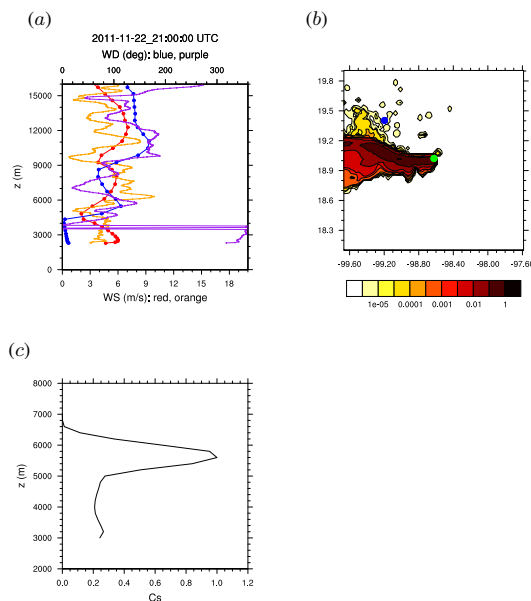 (a)
2011-11-22_21:00:00 UTC
WD (deg): blue, purple
0 100 200 300
15000
12000
9000
6000
3000
0
z (m)
0 3 6 9 12 15 18
WS (m/s): red, orange
(b)
19.8
19.5
19.2
18.9
18.6
18.3
-99.60 -99.20 -98.80 -98.40 -98.00 -97.60
1e-05 0.0001 0.001 0.01 0.1 1
(c)
8000
7000
6000
5000
4000
3000
2000
z (m)
0.0 0.2 0.4 0.6 0.8 1.0 1.2
Cs